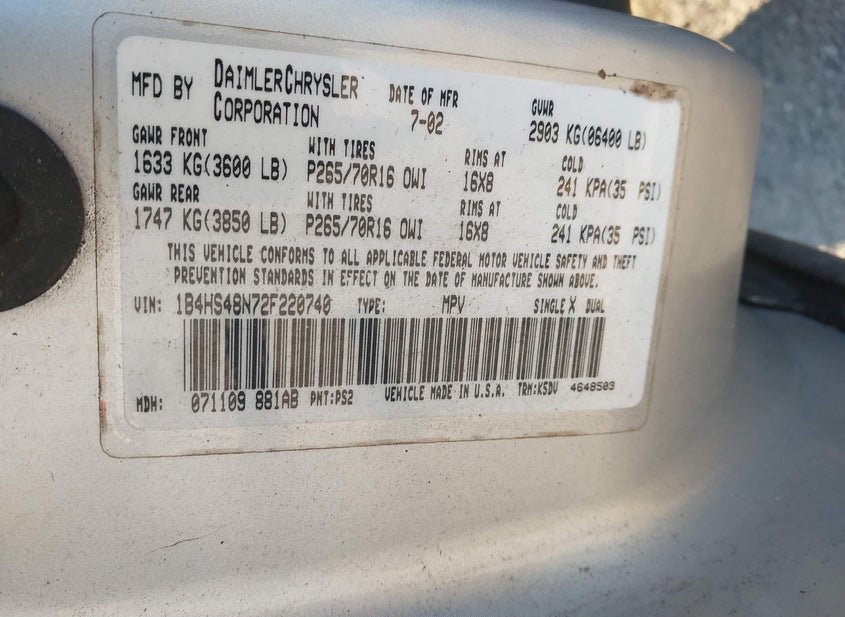 MFD BY DAIMLERCHRYSLER CORPORATION DATE OF MFR 7-02 GVWR 2903 KG(06400 LB)
GAWR FRONT WITH TIRES RIMS AT COLD
1633 KG(3600 LB) P265/70R16 OWI 16X8 241 KPA(35 PSI)
GAWR REAR WITH TIRES RIMS AT COLD
1747 KG(3850 LB) P265/70R16 OWI 16X8 241 KPA(35 PSI)
THIS VEHICLE CONFORMS TO ALL APPLICABLE FEDERAL MOTOR VEHICLE SAFETY AND THEFT
PREVENTION STANDARDS IN EFFECT ON THE DATE OF MANUFACTURE SHOWN ABOVE.
VIN: 1B4HS48N72F220740 TYPE: MPV SINGLE X DUAL
MDH: 071109 881AB PNT:PS2 VEHICLE MADE IN U.S.A. TRM:K5DV 4648503